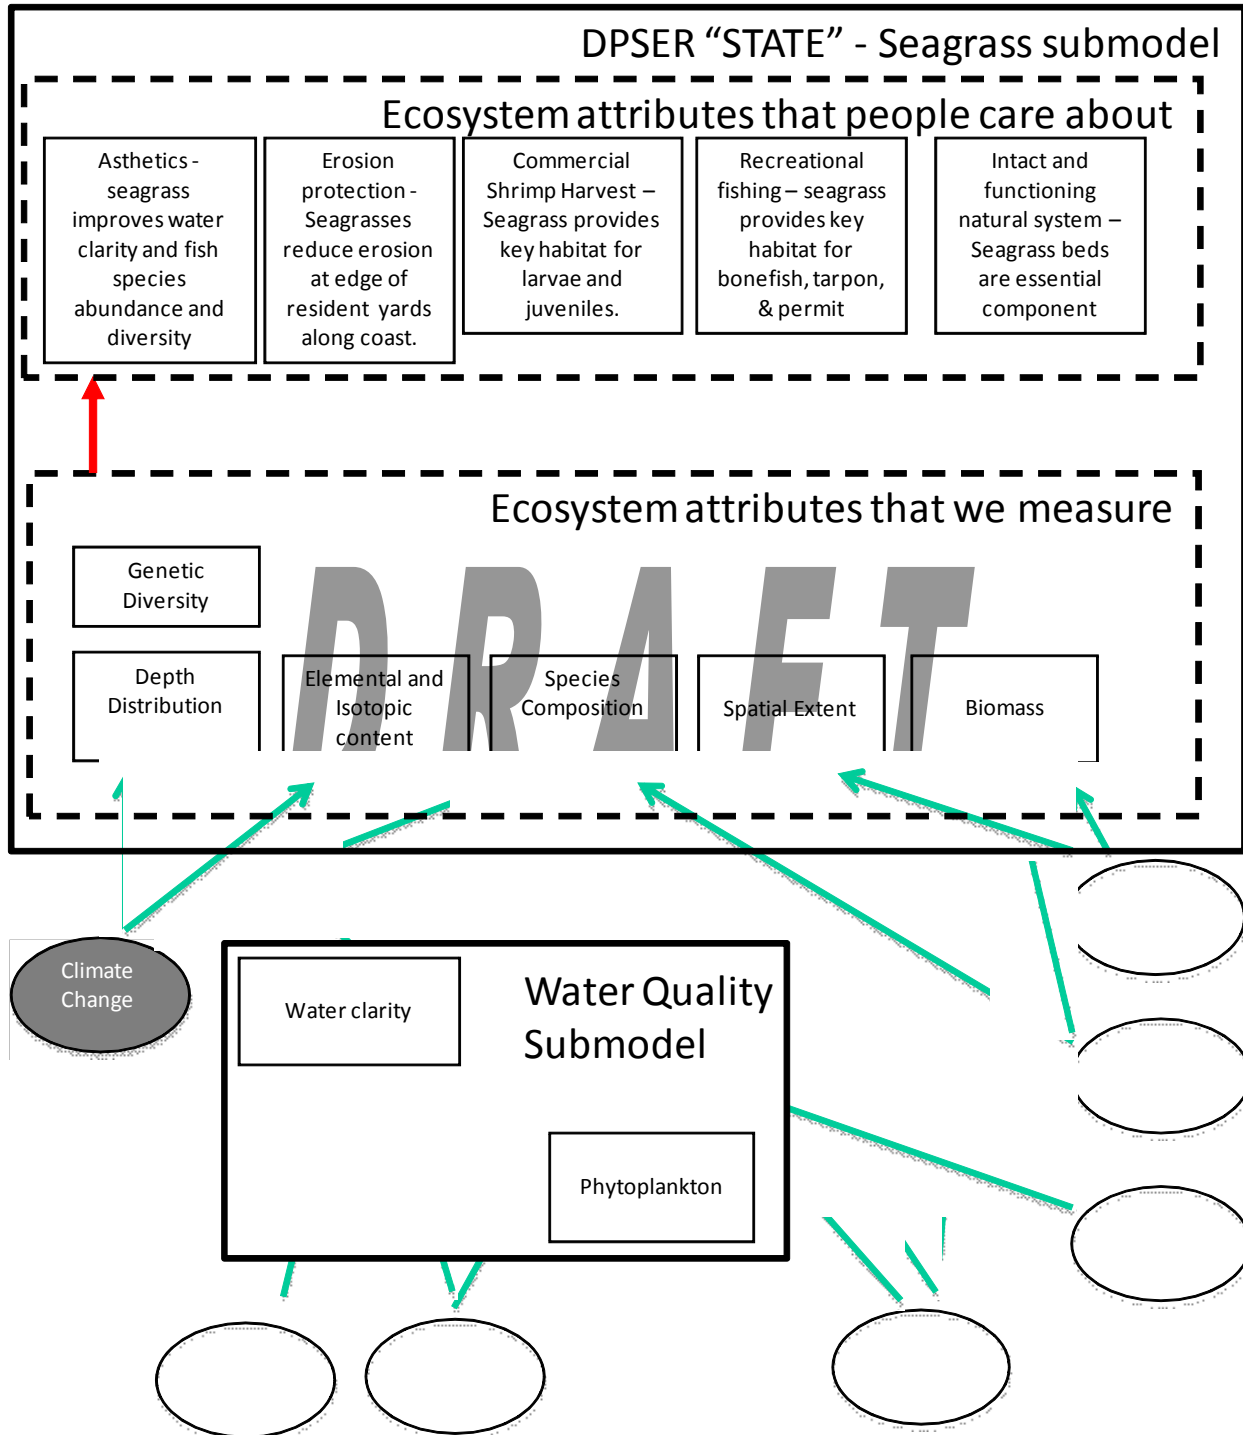 DPSER “STATE” - Seagrass submodel
Ecosystem attributes that people care about
Asthetics -
seagrass
improves water
clarity and fish
species
abundance and
diversity
Erosion
protection -
Seagrasses
reduce erosion
at edge of
resident yards
along coast.
Commercial
Shrimp Harvest –
Seagrass provides
key habitat for
larvae and
juveniles.
Recreational
fishing – seagrass
provides key
habitat for
bonefish, tarpon,
& permit
Intact and
functioning
natural system –
Seagrass beds
are essential
component
Ecosystem attributes that we measure
Genetic
Diversity
DRAFT
Depth
Distribution
Elemental and
Isotopic
content
Species
Composition
Spatial Extent
Biomass
Climate
Change
Water clarity
Water Quality
Submodel
Phytoplankton